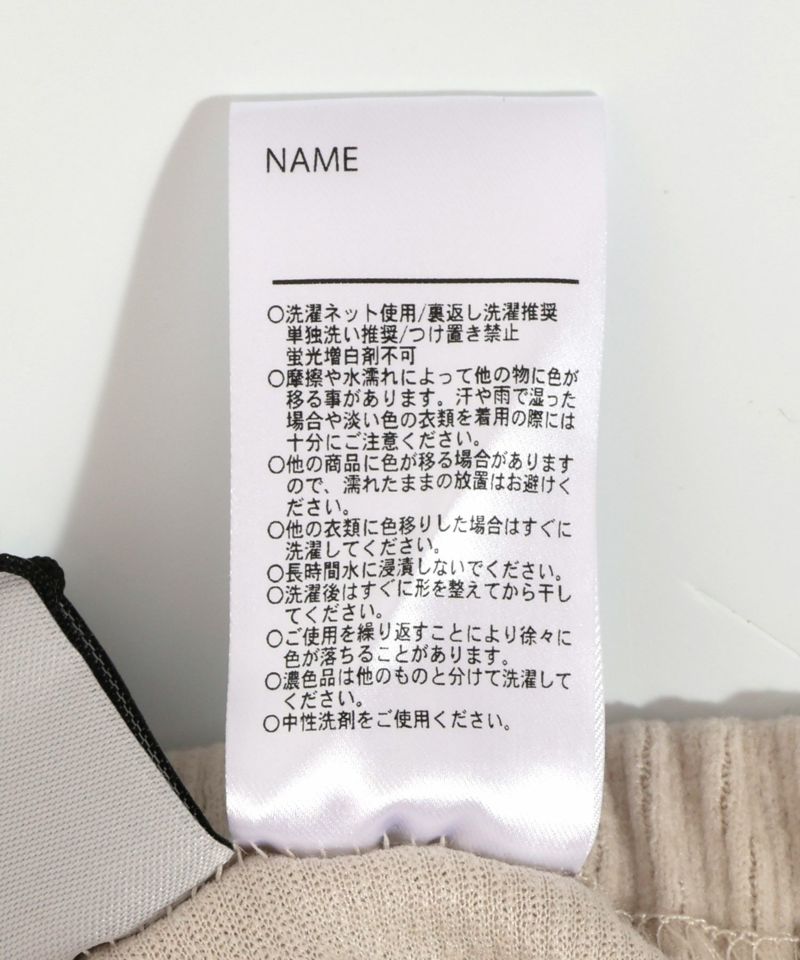 NAME
○洗濯ネット使用/裏返し洗濯推奨
単独洗い推奨/つけ置き禁止
蛍光増白剤不可
○摩擦や水濡れによって他の物に色が
移る事があります。汗や雨で湿った
場合や淡い色の衣類を着用の際には
十分にご注意ください。
○他の商品に色が移る場合があります
ので、濡れたままの放置はお避けく
ださい。
○他の衣類に色移りした場合はすぐに
洗濯してください。
○長時間水に浸漬しないでください。
○洗濯後はすぐに形を整えてから干し
てください。
○ご使用を繰り返すことにより徐々に
色が落ちることがあります。
○濃色品は他のものと分けて洗濯して
ください。
○中性洗剤をご使用ください。